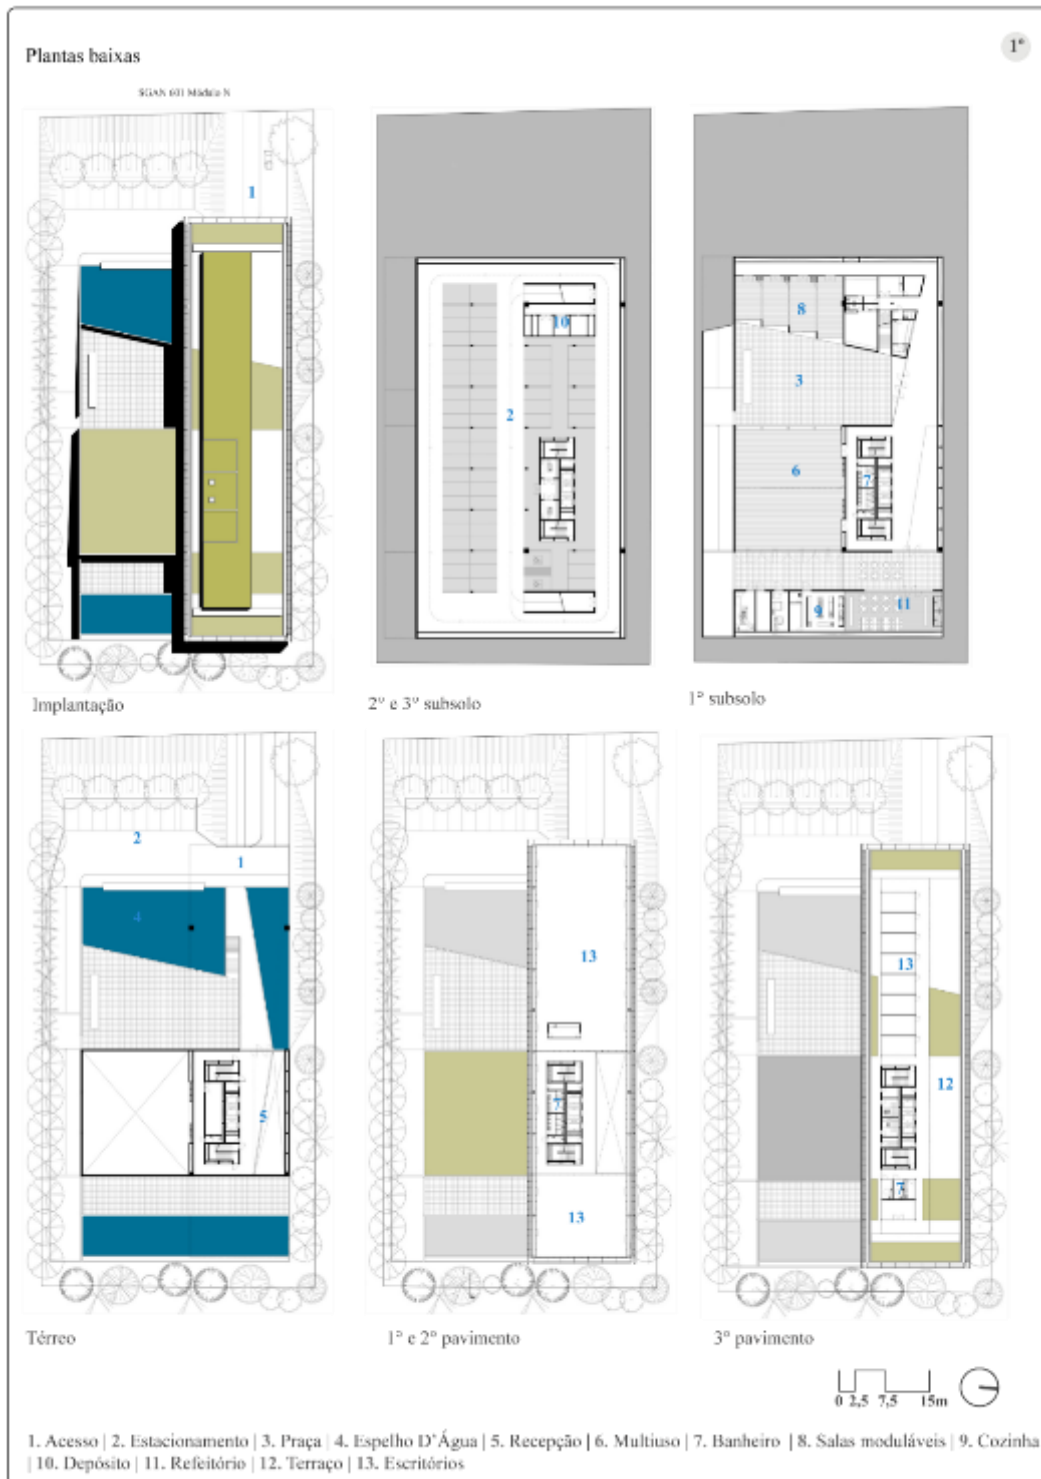 Plantas baixas
1º
SGAN 601 Módulo N
1
2
10
8
3
6
7
9
11
Implantação
2º e 3º subsolo
1º subsolo
2
1
4
5
13
7
13
13
12
7
Térreo
1º e 2º pavimento
3º pavimento
0 2,5 7,5 15m
1. Acesso | 2. Estacionamento | 3. Praça | 4. Espelho D'Água | 5. Recepção | 6. Multiuso | 7. Banheiro | 8. Salas moduláveis | 9. Cozinha
| 10. Depósito | 11. Refeitório | 12. Terraço | 13. Escritórios